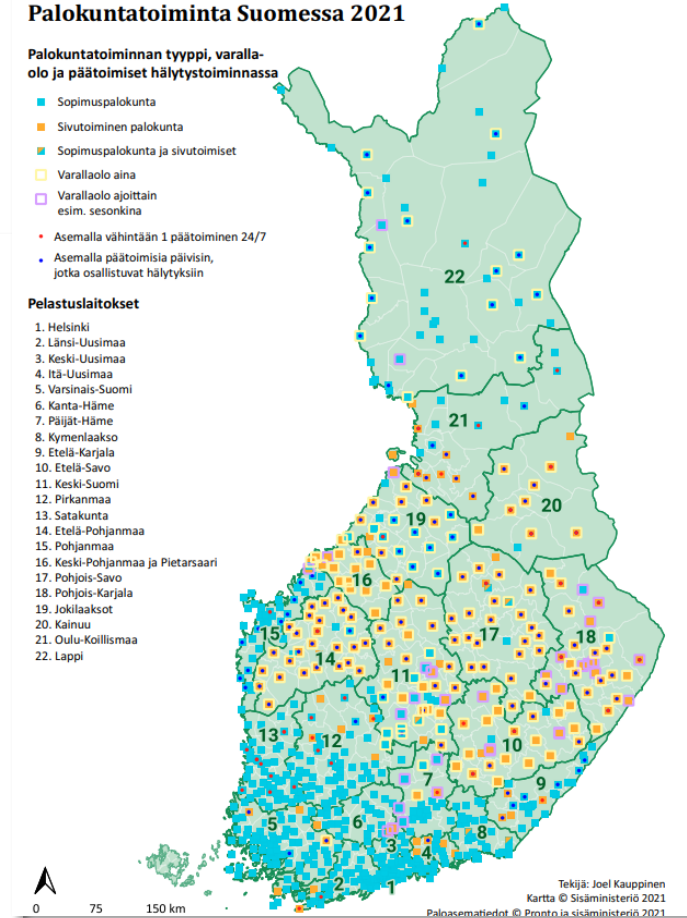 Palokuntatoiminta Suomessa 2021
Palokuntatoiminnan tyyppi, varalla-
olo ja päätoimiset hälytystoiminnassa
Sopimuspalokunta
Sivutoiminen palokunta
Sopimuspalokunta ja sivutoimiset
Varallaolo aina
Varallaolo ajoittain
esim. sesonkina
Asemalla vähintään 1 päätoiminen 24/7
Asemalla päätoimisia päivisin,
jotka osallistuvat hälytyksiin
Pelastuslaitokset
1. Helsinki
2. Länsi-Uusimaa
3. Keski-Uusimaa
4. Itä-Uusimaa
5. Varsinais-Suomi
6. Kanta-Häme
7. Päijät-Häme
8. Kymenlaakso
9. Etelä-Karjala
10. Etelä-Savo
11. Keski-Suomi
12. Pirkanmaa
13. Satakunta
14. Etelä-Pohjanmaa
15. Pohjanmaa
16. Keski-Pohjanmaa ja Pietarsaari
17. Pohjois-Savo
18. Pohjois-Karjala
19. Jokilaaksot
20. Kainuu
21. Oulu-Koillismaa
22. Lappi
22
21
20
19
16
17
18
15
14
11
13
12
10
9
7
6
5
8
3
4
2
1
0 75 150 km
Tekijä: Joel Kauppinen
Kartta © Sisäministeriö 2021
Paloasematiedot © Pronto ja sisäministeriö 2021